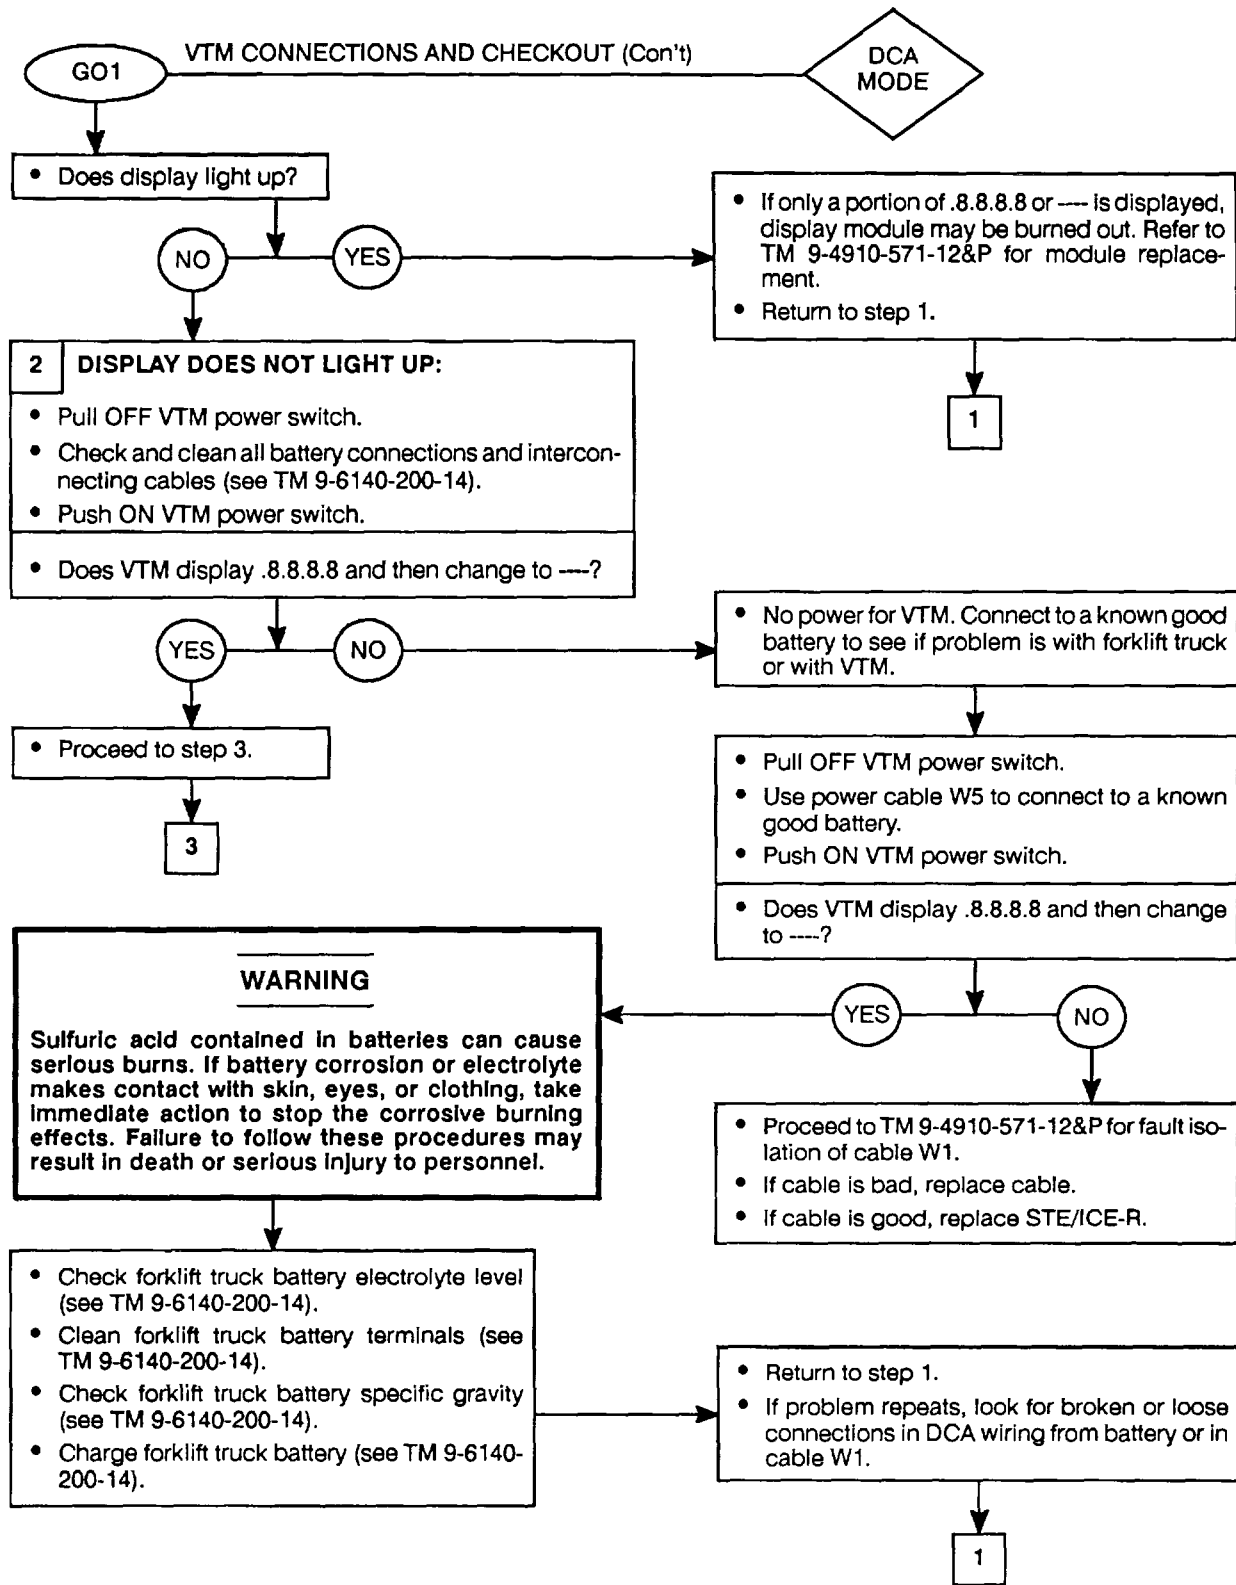 GO1
VTM CONNECTIONS AND CHECKOUT (Con't)
DCA
MODE
• Does display light up?
NO
YES
• If only a portion of .8.8.8.8 or ---- is displayed,
display module may be burned out. Refer to
TM 9-4910-571-12&P for module replace-
ment.
• Return to step 1.
1
2 DISPLAY DOES NOT LIGHT UP:
• Pull OFF VTM power switch.
• Check and clean all battery connections and intercon-
necting cables (see TM 9-6140-200-14).
• Push ON VTM power switch.
• Does VTM display .8.8.8.8 and then change to ----?
YES
NO
• No power for VTM. Connect to a known good
battery to see if problem is with forklift truck
or with VTM.
• Proceed to step 3.
3
• Pull OFF VTM power switch.
• Use power cable W5 to connect to a known
good battery.
• Push ON VTM power switch.
• Does VTM display .8.8.8.8 and then change
to ----?
YES
NO
WARNING
Sulfuric acid contained in batteries can cause
serious burns. If battery corrosion or electrolyte
makes contact with skin, eyes, or clothing, take
immediate action to stop the corrosive burning
effects. Failure to follow these procedures may
result in death or serious injury to personnel.
• Proceed to TM 9-4910-571-12&P for fault iso-
lation of cable W1.
• If cable is bad, replace cable.
• If cable is good, replace STE/ICE-R.
• Check forklift truck battery electrolyte level
(see TM 9-6140-200-14).
• Clean forklift truck battery terminals (see
TM 9-6140-200-14).
• Check forklift truck battery specific gravity
(see TM 9-6140-200-14).
• Charge forklift truck battery (see TM 9-6140-
200-14).
• Return to step 1.
• If problem repeats, look for broken or loose
connections in DCA wiring from battery or in
cable W1.
1